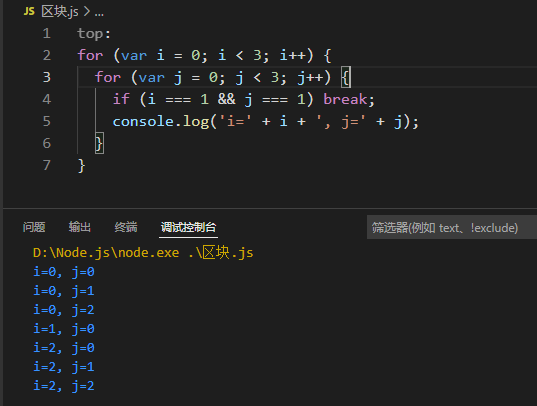 JS 区块.js > ...
1 top:
2 for (var i = 0; i < 3; i++) {
3 for (var j = 0; j < 3; j++) {
4 if (i === 1 && j === 1) break;
5 console.log('i=' + i + ', j=' + j);
6 }
7 }
问题 输出 终端 调试控制台 筛选器(例如 text、!exclude)
D:\Node.js\node.exe .\区块.js
i=0, j=0
i=0, j=1
i=0, j=2
i=1, j=0
i=2, j=0
i=2, j=1
i=2, j=2